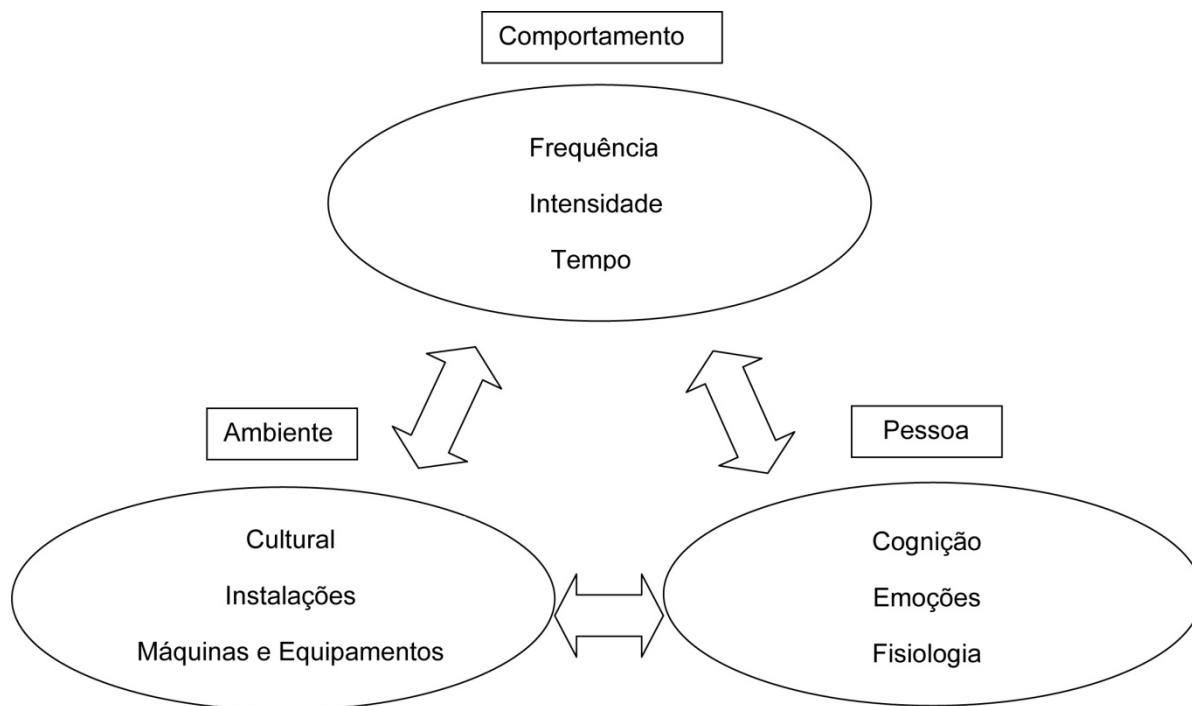 Comportamento
Frequência
Intensidade
Tempo
Ambiente
Pessoa
Cultural
Instalações
Máquinas e Equipamentos
Cognição
Emoções
Fisiologia